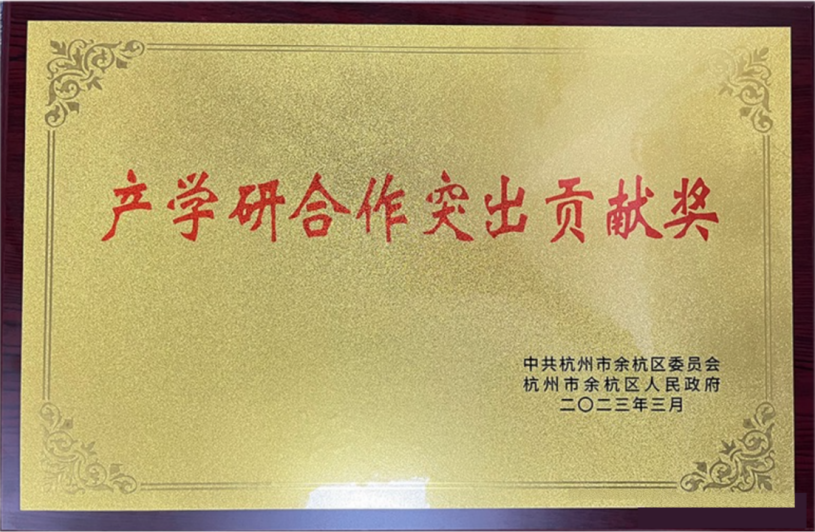 产学研合作突出贡献奖
中共杭州市余杭区委员会
杭州市余杭区人民政府
二〇二三年三月